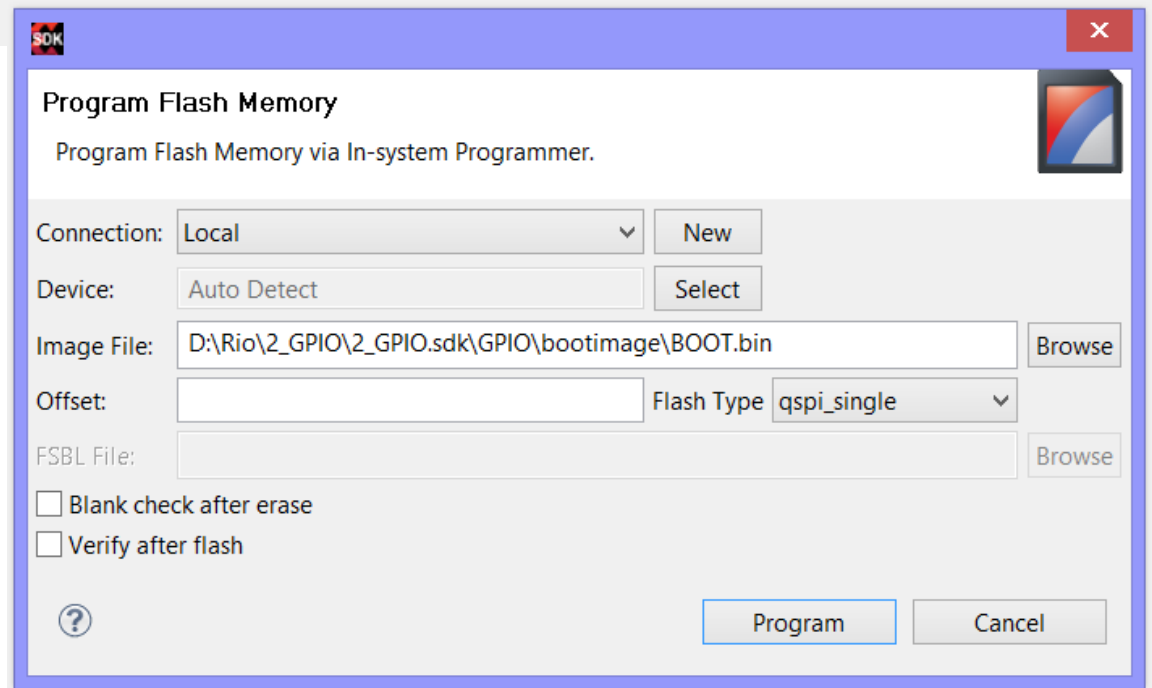 SDK
Program Flash Memory
Program Flash Memory via In-system Programmer.
Connection: Local New
Device: Auto Detect Select
Image File: D:\Rio\2_GPIO\2_GPIO.sdk\GPIO\bootimage\BOOT.bin Browse
Offset: Flash Type qspi_single
FSBL File: Browse
Blank check after erase
Verify after flash
? Program Cancel